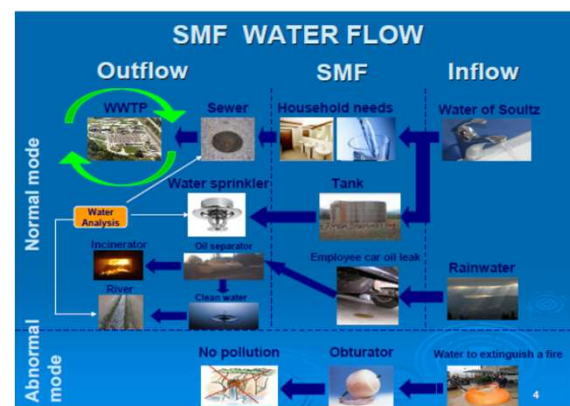 SMF WATER FLOW
Outflow
SMF
Inflow
Normal mode
WWTP
Sewer
Household needs
Water of Soultz
Water sprinkler
Tank
Water
Analysis
Incinerator
Oil separator
Employee car oil leak
Rainwater
River
Clean water
Abnormal
mode
No pollution
Obturator
Water to extinguish a fire
4